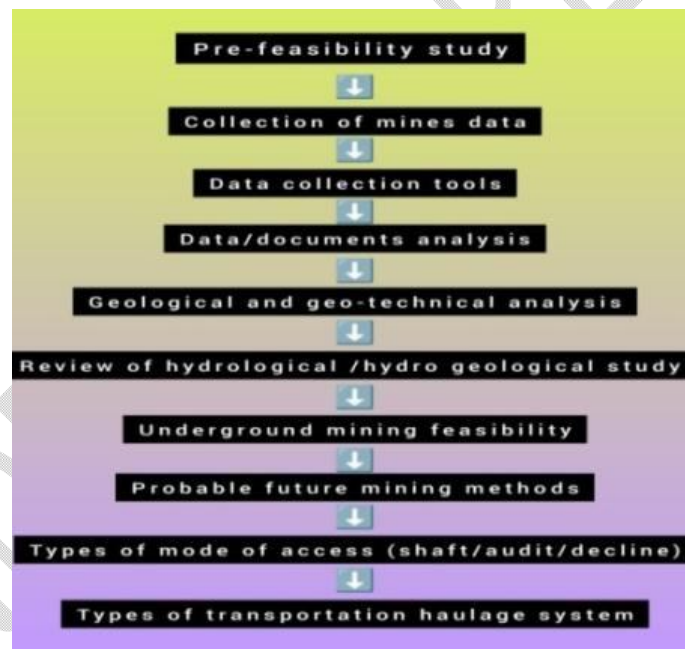 Pre-feasibility study
Collection of mines data
Data collection tools
Data/documents analysis
Geological and geo-technical analysis
Review of hydrological /hydro geological study
Underground mining feasibility
Probable future mining methods
Types of mode of access (shaft/audit/decline)
Types of transportation haulage system